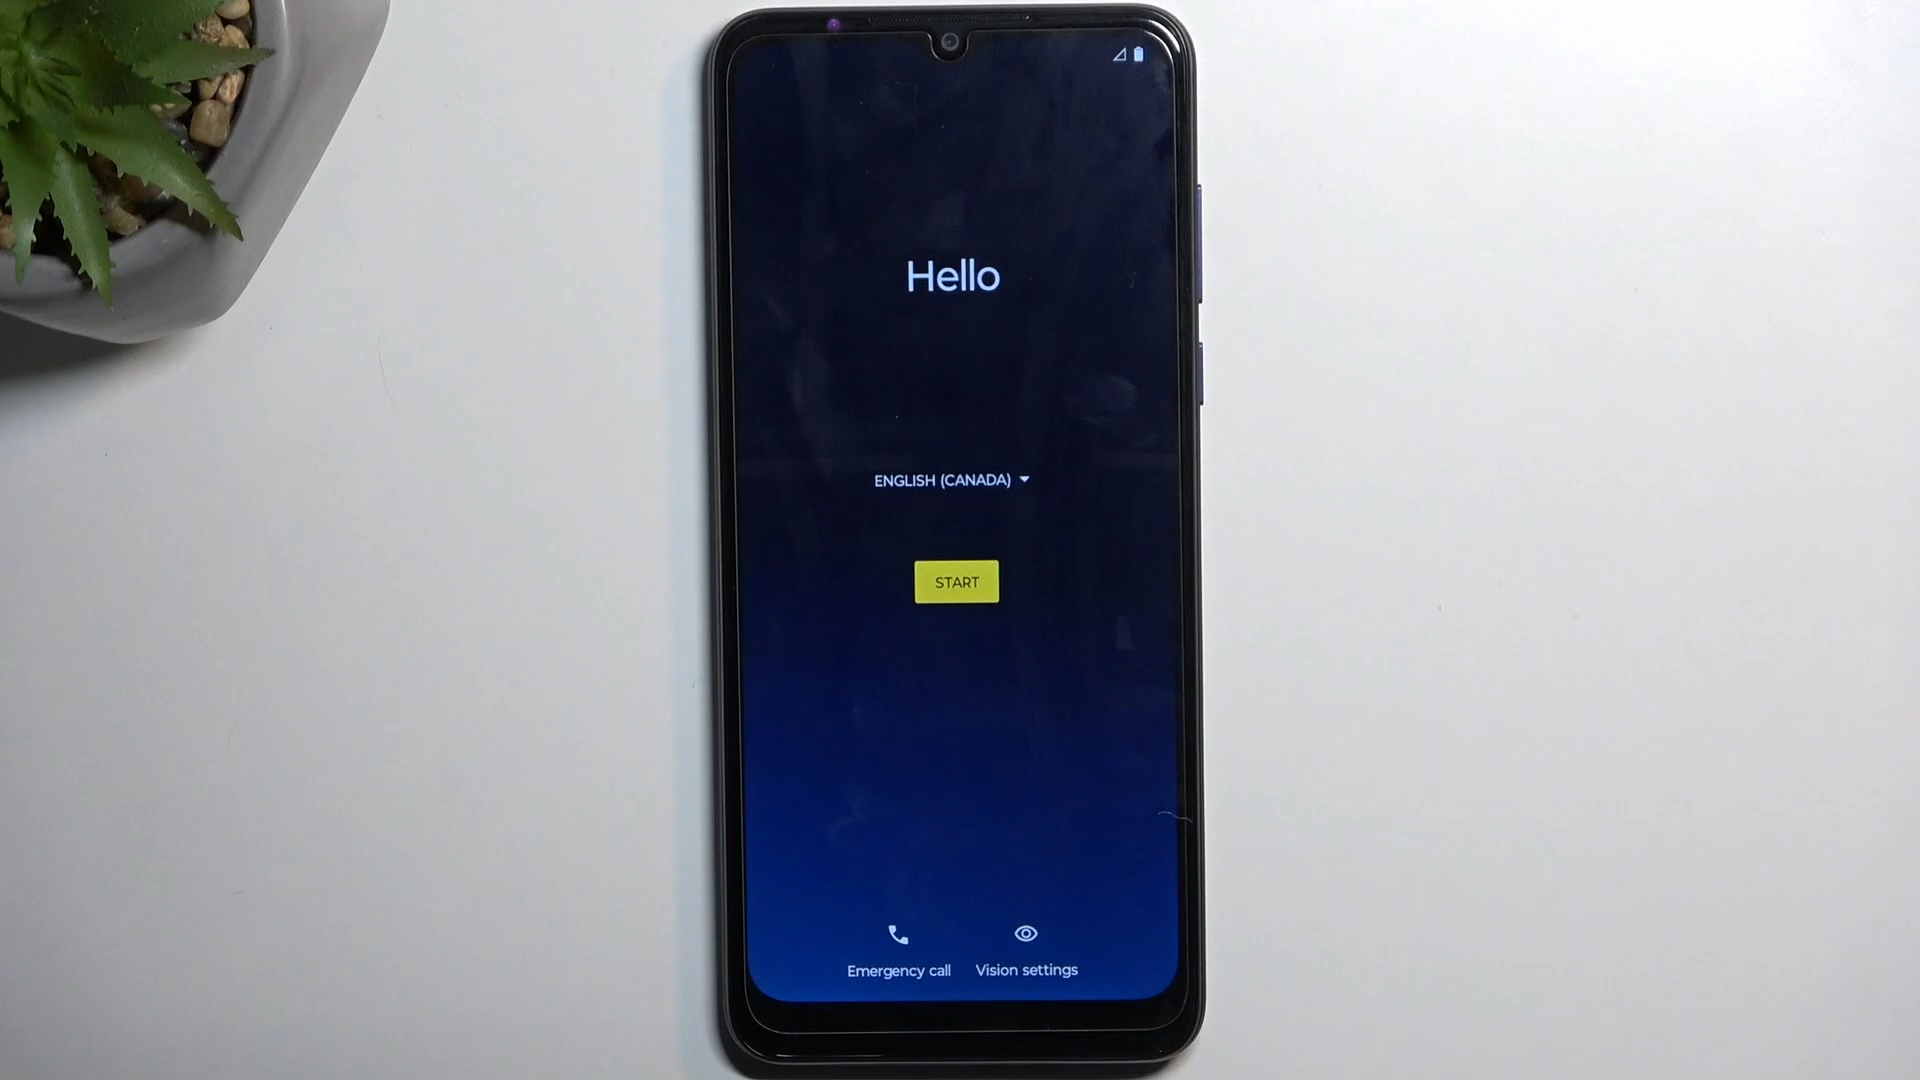 Hello
ENGLISH (CANADA)
START
Emergency call
Vision settings